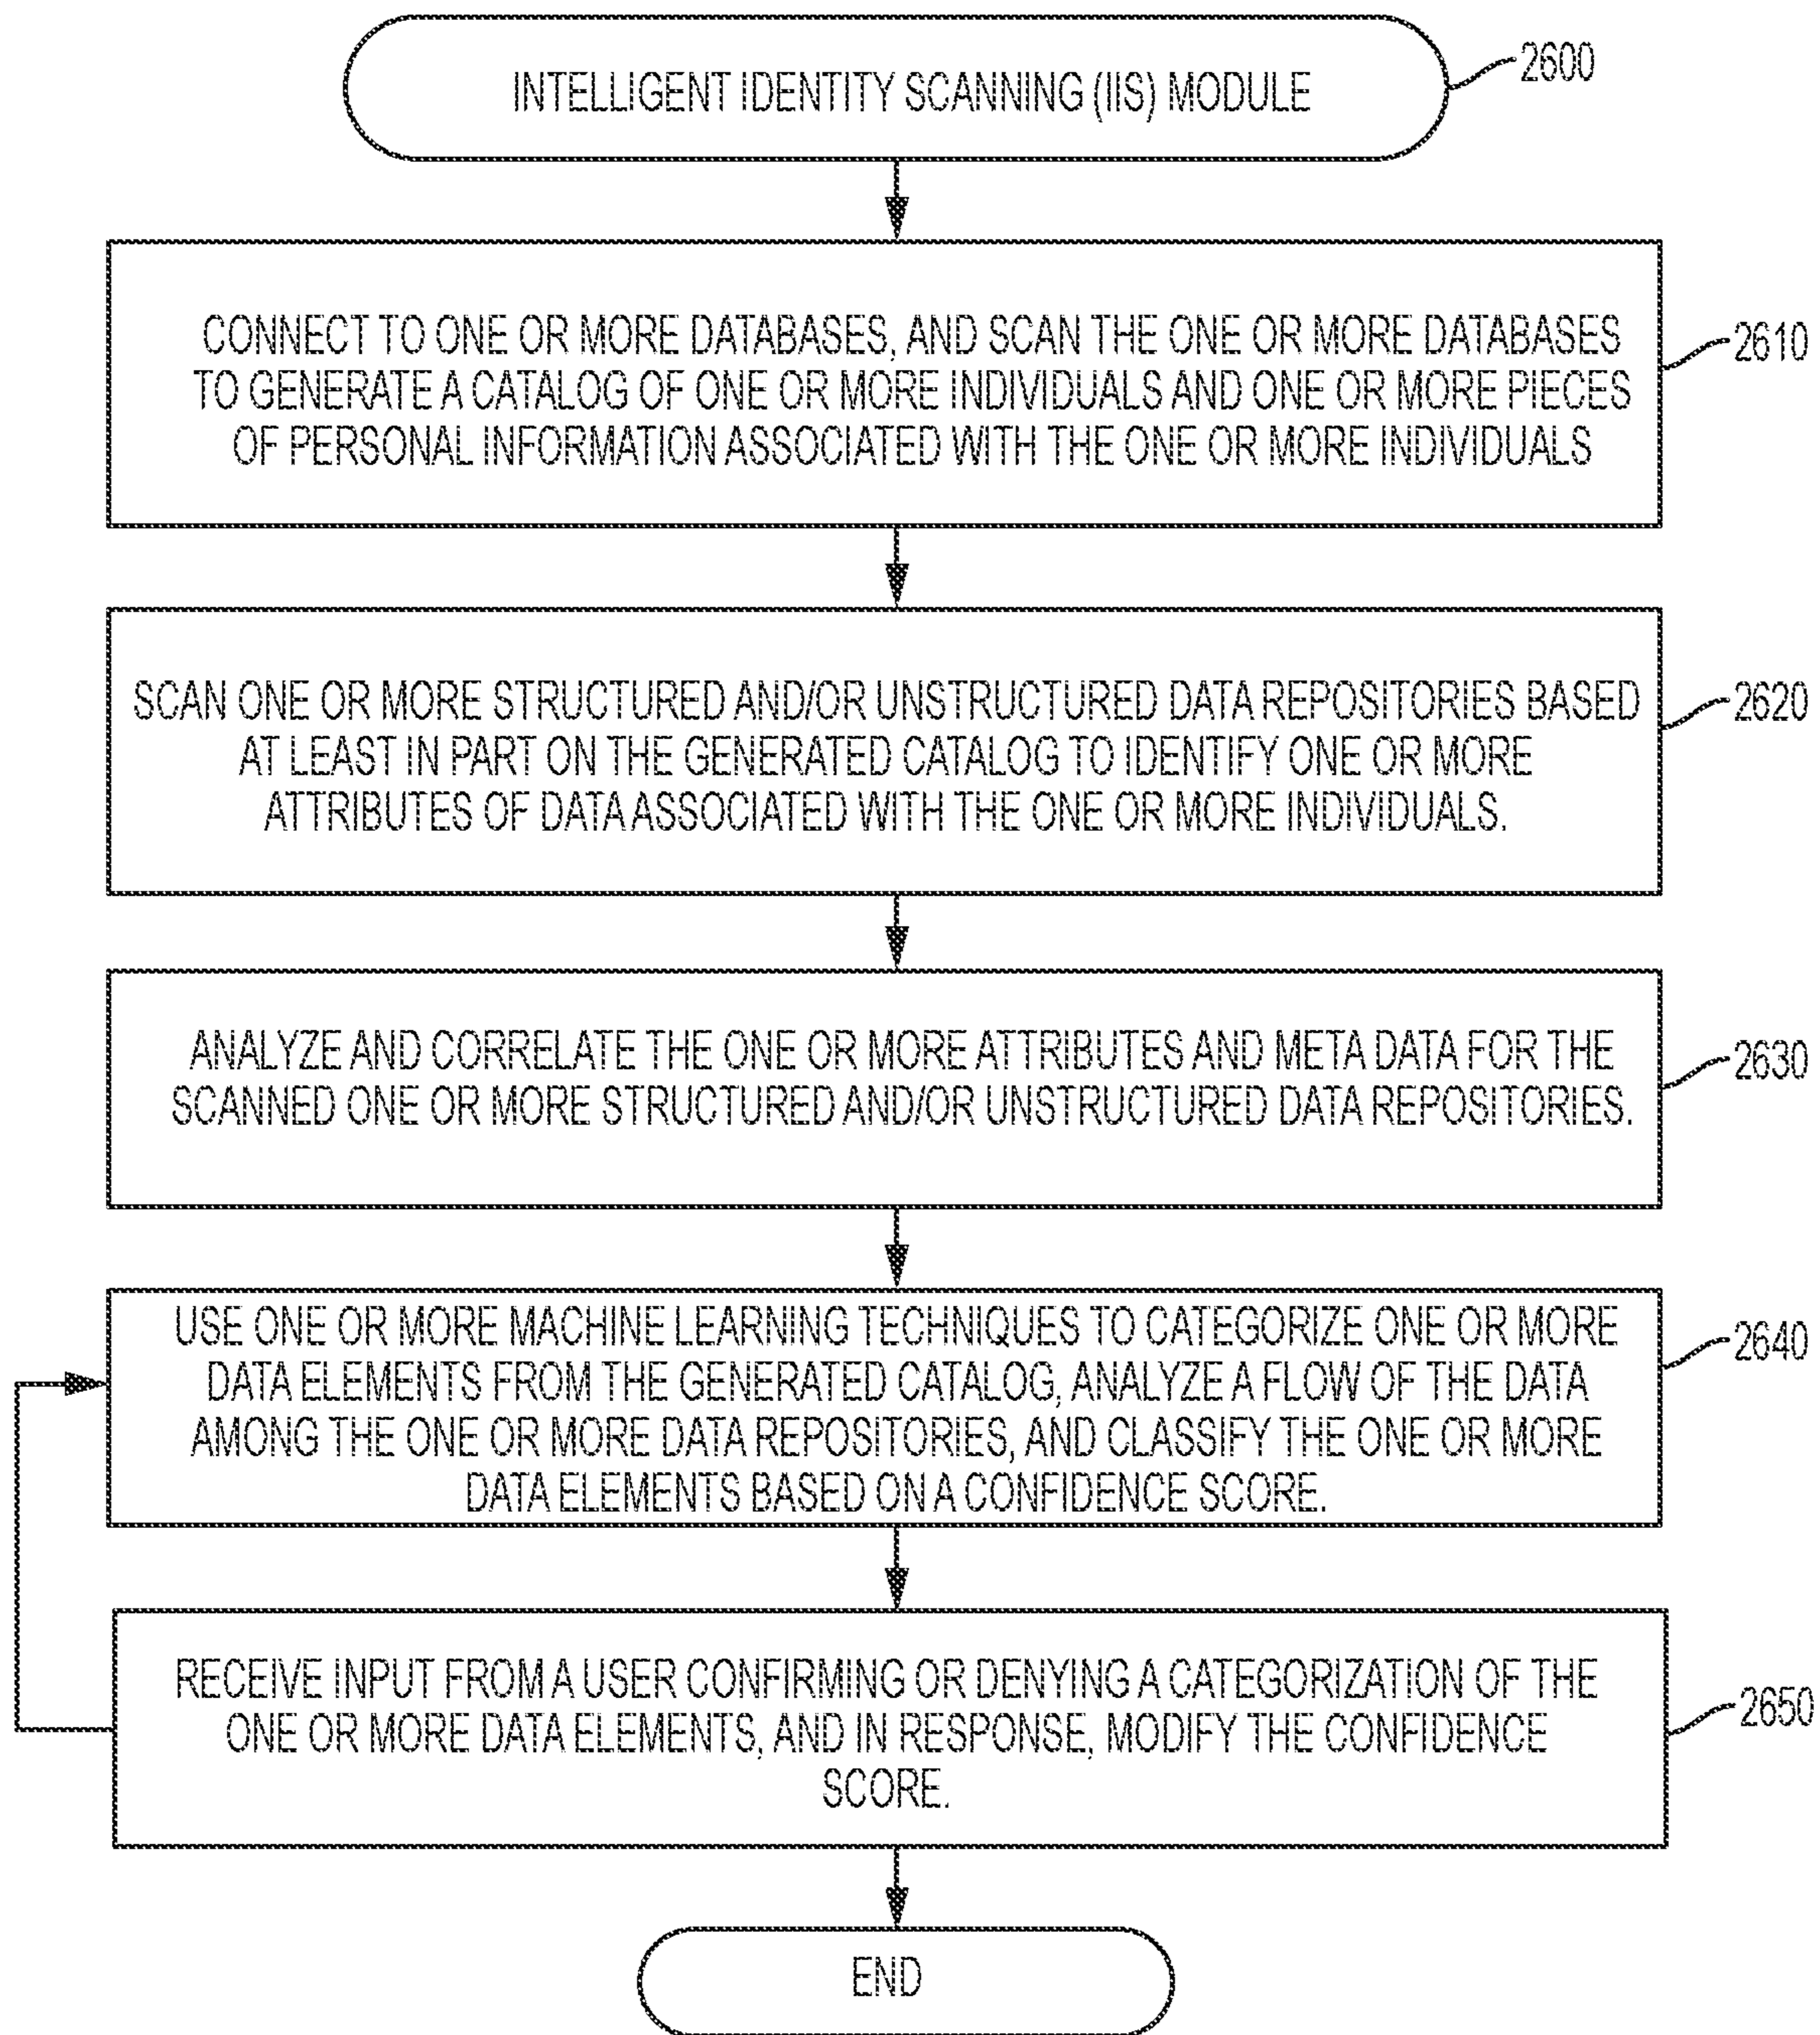 INTELLIGENT IDENTITY SCANNING (IIS) MODULE
2600
CONNECT TO ONE OR MORE DATABASES, AND SCAN THE ONE OR MORE DATABASES
TO GENERATE A CATALOG OF ONE OR MORE INDIVIDUALS AND ONE OR MORE PIECES
OF PERSONAL INFORMATION ASSOCIATED WITH THE ONE OR MORE INDIVIDUALS
2610
SCAN ONE OR MORE STRUCTURED AND/OR UNSTRUCTURED DATA REPOSITORIES BASED
AT LEAST IN PART ON THE GENERATED CATALOG TO IDENTIFY ONE OR MORE
ATTRIBUTES OF DATA ASSOCIATED WITH THE ONE OR MORE INDIVIDUALS.
2620
ANALYZE AND CORRELATE THE ONE OR MORE ATTRIBUTES AND META DATA FOR THE
SCANNED ONE OR MORE STRUCTURED AND/OR UNSTRUCTURED DATA REPOSITORIES.
2630
USE ONE OR MORE MACHINE LEARNING TECHNIQUES TO CATEGORIZE ONE OR MORE
DATA ELEMENTS FROM THE GENERATED CATALOG, ANALYZE A FLOW OF THE DATA
AMONG THE ONE OR MORE DATA REPOSITORIES, AND CLASSIFY THE ONE OR MORE
DATA ELEMENTS BASED ON A CONFIDENCE SCORE.
2640
RECEIVE INPUT FROM A USER CONFIRMING OR DENYING A CATEGORIZATION OF THE
ONE OR MORE DATA ELEMENTS, AND IN RESPONSE, MODIFY THE CONFIDENCE
SCORE.
2650
END